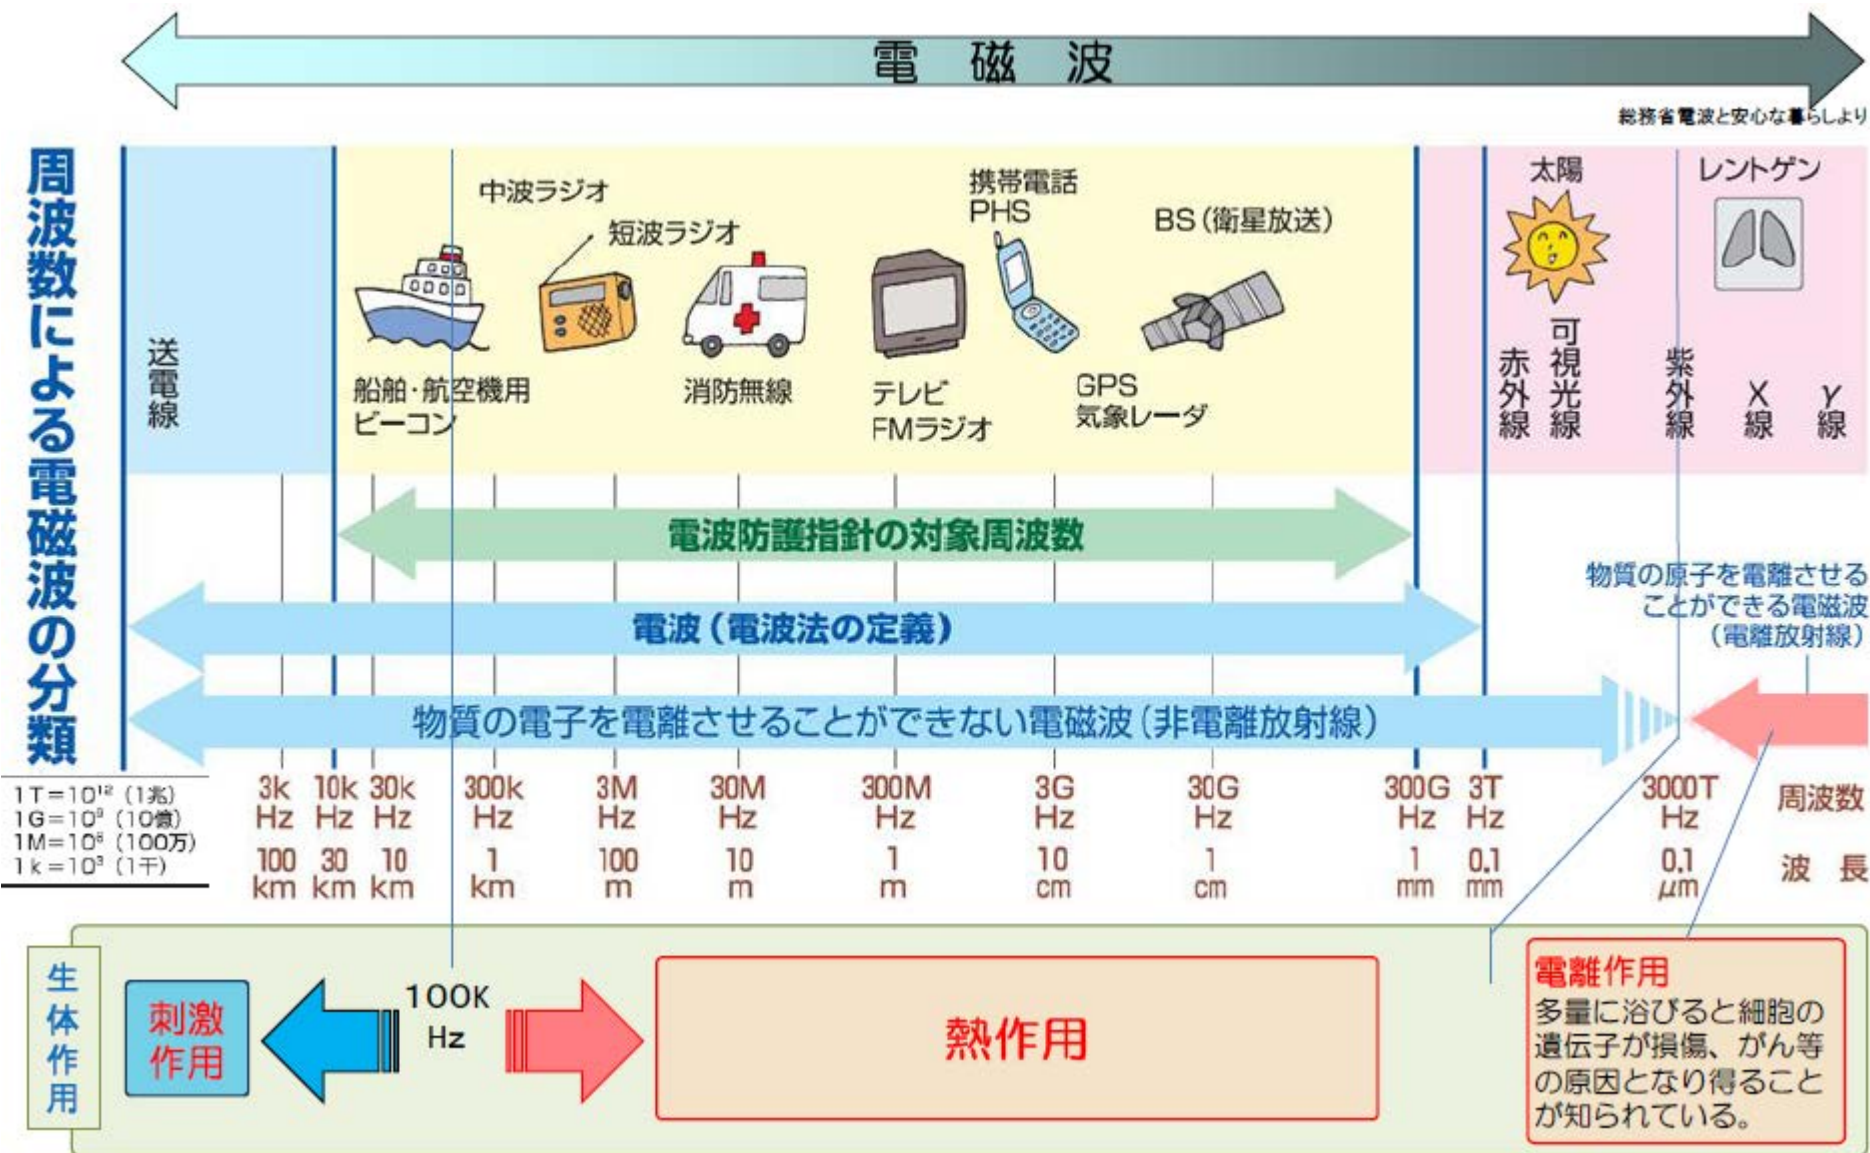 電磁波
総務省電波と安心な暮らしより
周波数による電磁波の分類
送電線
中波ラジオ
短波ラジオ
船舶・航空機用
ビーコン
消防無線
テレビ
FMラジオ
携帯電話
PHS
GPS
気象レーダ
BS(衛星放送)
太陽
赤外線
可視光線
紫外線
レントゲン
X線
γ線
電波防護指針の対象周波数
電波(電波法の定義)
物質の電子を電離させることができない電磁波(非電離放射線)
物質の原子を電離させる
ことができる電磁波
(電離放射線)
1T=10¹²(1兆)
1G=10⁹(10億)
1M=10⁶(100万)
1k=10³(1千)
3k 10k 30k 300k 3M 30M 300M 3G 30G 300G 3T 3000T 周波数
Hz Hz Hz Hz Hz Hz Hz Hz Hz Hz Hz Hz
100 30 10 1 100 10 1 10 1 1 0.1 0.1 波長
km km km km m m m cm cm mm mm μm
生体作用
刺激
作用
100K
Hz
熱作用
電離作用
多量に浴びると細胞の
遺伝子が損傷、がん等
の原因となり得ること
が知られている。